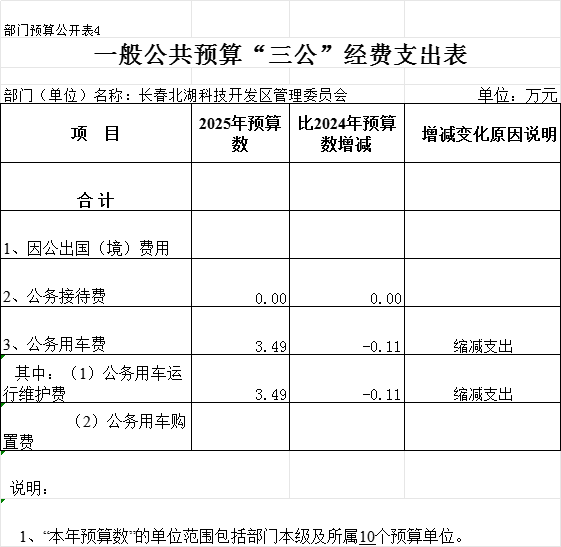 部门预算公开表4
一般公共预算“三公”经费支出表
部门（单位）名称：长春北湖科技开发区管理委员会 单位：万元
项 目 2025年预算数 比2024年预算数增减 增减变化原因说明
合 计
1、因公出国（境）费用
2、公务接待费 0.00 0.00
3、公务用车费 3.49 -0.11 缩减支出
其中：（1）公务用车运行维护费 3.49 -0.11 缩减支出
（2）公务用车购置费
说明：
1、“本年预算数”的单位范围包括部门本级及所属10个预算单位。